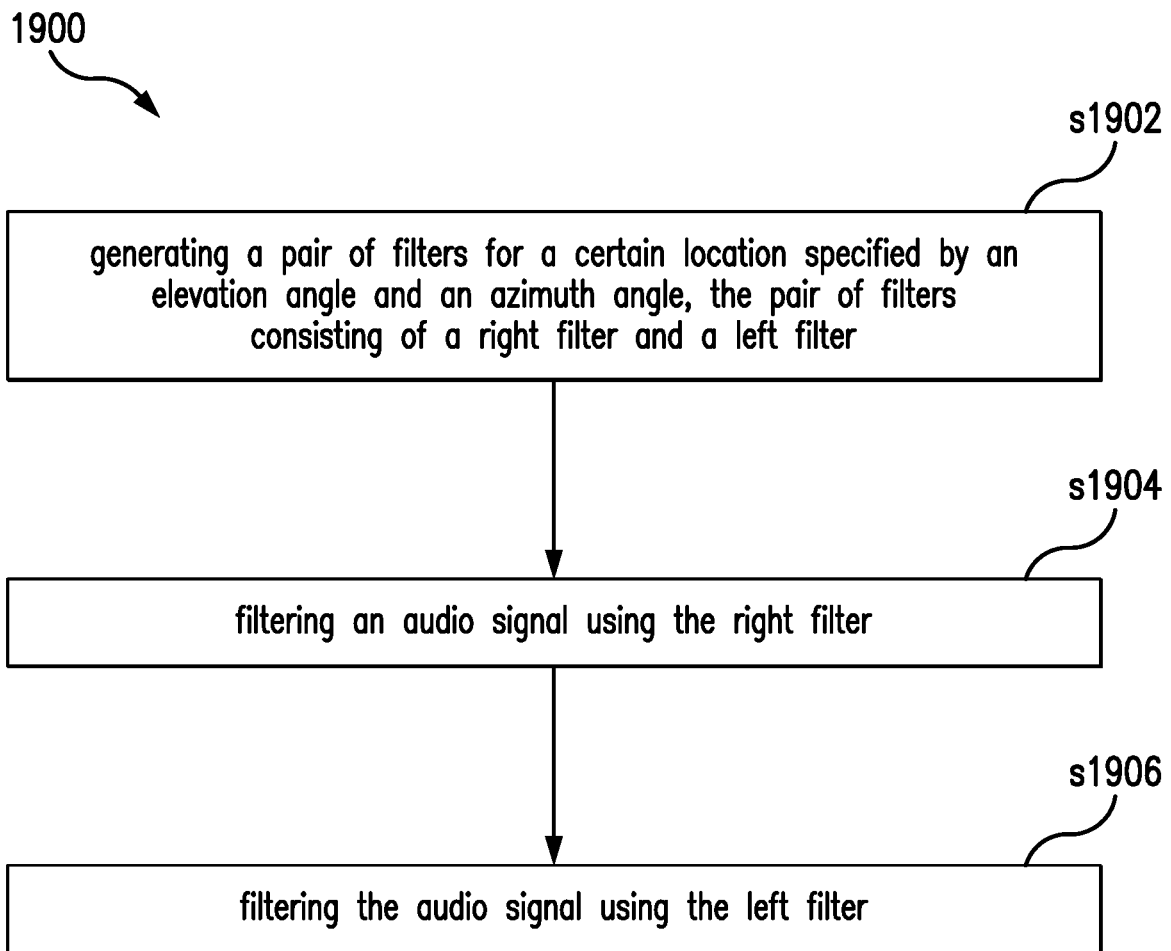 1900
s1902
generating a pair of filters for a certain location specified by an
elevation angle and an azimuth angle, the pair of filters
consisting of a right filter and a left filter
s1904
filtering an audio signal using the right filter
s1906
filtering the audio signal using the left filter